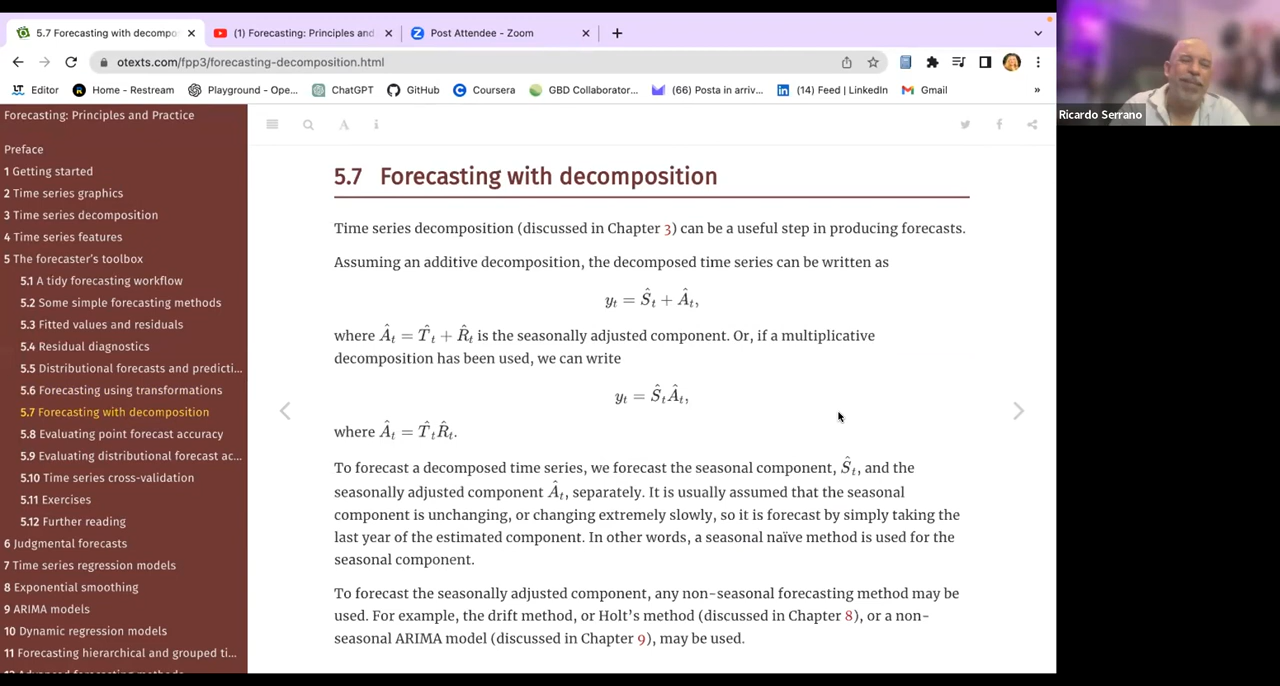 5.7 Forecasting with decompo
(1) Forecasting: Principles and
Post Attendee - Zoom
otexts.com/fpp3/forecasting-decomposition.html
Editor
Home - Restream
Playground - Ope...
ChatGPT
GitHub
Coursera
GBD Collaborator...
(66) Posta in arriv...
(14) Feed | LinkedIn
Gmail
»
Ricardo Serrano
Forecasting: Principles and Practice
Preface
1 Getting started
2 Time series graphics
3 Time series decomposition
4 Time series features
5 The forecaster's toolbox
5.1 A tidy forecasting workflow
5.2 Some simple forecasting methods
5.3 Fitted values and residuals
5.4 Residual diagnostics
5.5 Distributional forecasts and predicti...
5.6 Forecasting using transformations
5.7 Forecasting with decomposition
5.8 Evaluating point forecast accuracy
5.9 Evaluating distributional forecast ac...
5.10 Time series cross-validation
5.11 Exercises
5.12 Further reading
6 Judgmental forecasts
7 Time series regression models
8 Exponential smoothing
9 ARIMA models
10 Dynamic regression models
11 Forecasting hierarchical and grouped ti...
5.7 Forecasting with decomposition
Time series decomposition (discussed in Chapter 3) can be a useful step in producing forecasts.
Assuming an additive decomposition, the decomposed time series can be written as
yₜ = Ŝₜ + Âₜ,
where Âₜ = T̂ₜ + R̂ₜ is the seasonally adjusted component. Or, if a multiplicative
decomposition has been used, we can write
yₜ = ŜₜÂₜ,
where Âₜ = T̂ₜR̂ₜ.
To forecast a decomposed time series, we forecast the seasonal component, Ŝₜ, and the
seasonally adjusted component Âₜ, separately. It is usually assumed that the seasonal
component is unchanging, or changing extremely slowly, so it is forecast by simply taking the
last year of the estimated component. In other words, a seasonal naïve method is used for the
seasonal component.
To forecast the seasonally adjusted component, any non-seasonal forecasting method may be
used. For example, the drift method, or Holt's method (discussed in Chapter 8), or a non-
seasonal ARIMA model (discussed in Chapter 9), may be used.